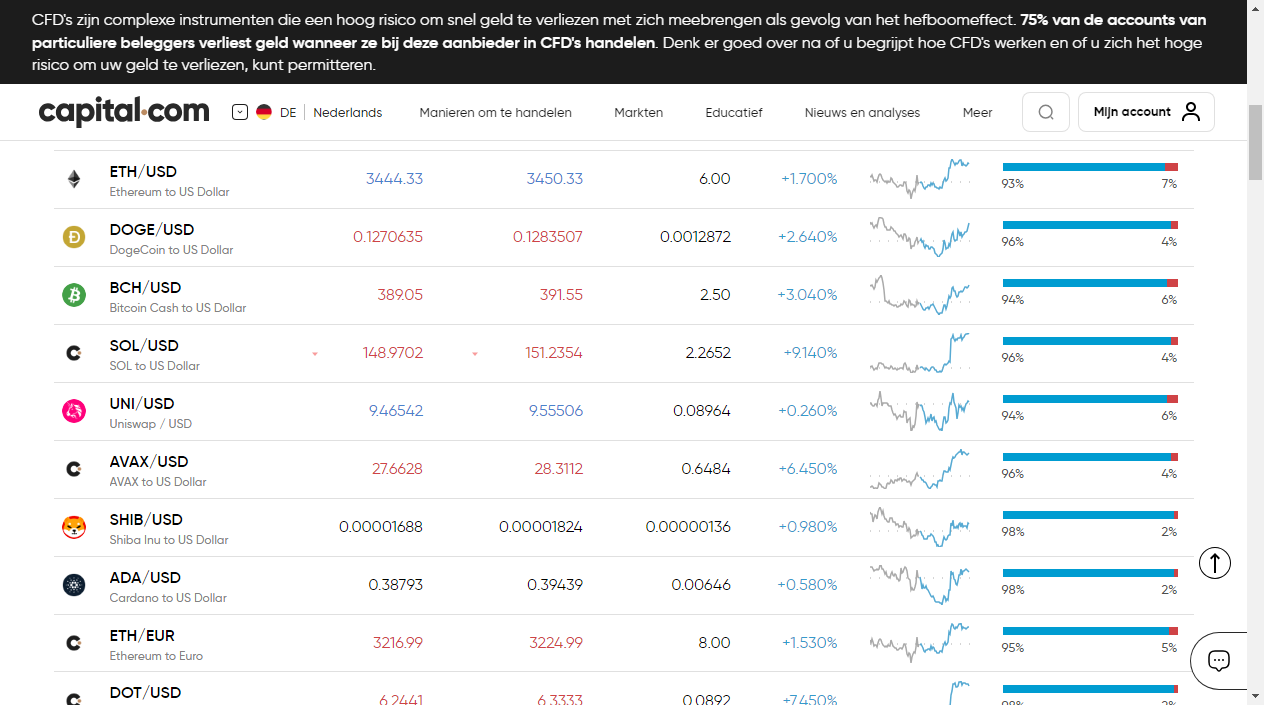 CFD's zijn complexe instrumenten die een hoog risico om snel geld te verliezen met zich meebrengen als gevolg van het hefboomeffect. 75% van de accounts van
particuliere beleggers verliest geld wanneer ze bij deze aanbieder in CFD's handelen. Denk er goed over na of u begrijpt hoe CFD's werken en of u zich het hoge
risico om uw geld te verliezen, kunt permitteren.
capital.com DE Nederlands Manieren om te handelen Markten Educatief Nieuws en analyses Meer Mijn account
ETH/USD 3444.33 3450.33 6.00 +1.700%
Ethereum to US Dollar 93% 7%
DOGE/USD 0.1270635 0.1283507 0.0012872 +2.640%
DogeCoin to US Dollar 96% 4%
BCH/USD 389.05 391.55 2.50 +3.040%
Bitcoin Cash to US Dollar 94% 6%
SOL/USD 148.9702 151.2354 2.2652 +9.140%
SOL to US Dollar 96% 4%
UNI/USD 9.46542 9.55506 0.08964 +0.260%
Uniswap / USD 94% 6%
AVAX/USD 27.6628 28.3112 0.6484 +6.450%
AVAX to US Dollar 96% 4%
SHIB/USD 0.00001688 0.00001824 0.00000136 +0.980%
Shiba Inu to US Dollar 98% 2%
ADA/USD 0.38793 0.39439 0.00646 +0.580%
Cardano to US Dollar 98% 2%
ETH/EUR 3216.99 3224.99 8.00 +1.530%
Ethereum to Euro 95% 5%
DOT/USD 6.2441 6.3333 0.0892 +7.450%
98% 2%